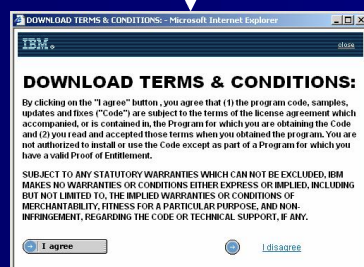 DOWNLOAD TERMS & CONDITIONS: - Microsoft Internet Explorer
IBM
close
DOWNLOAD TERMS & CONDITIONS:
By clicking on the "I agree" button , you agree that (1) the program code, samples,
updates and fixes ("Code") are subject to the terms of the license agreement which
accompanied, or is contained in, the Program for which you are obtaining the Code
and (2) you read and accepted those terms when you obtained the program. You are
not authorized to install or use the Code except as part of a Program for which you
have a valid Proof of Entitlement.
SUBJECT TO ANY STATUTORY WARRANTIES WHICH CAN NOT BE EXCLUDED, IBM
MAKES NO WARRANTIES OR CONDITIONS EITHER EXPRESS OR IMPLIED, INCLUDING
BUT NOT LIMITED TO, THE IMPLIED WARRANTIES OR CONDITIONS OF
MERCHANTABILITY, FITNESS FOR A PARTICULAR PURPOSE, AND NON-
INFRINGEMENT, REGARDING THE CODE OR TECHNICAL SUPPORT, IF ANY.
I agree
I disagree